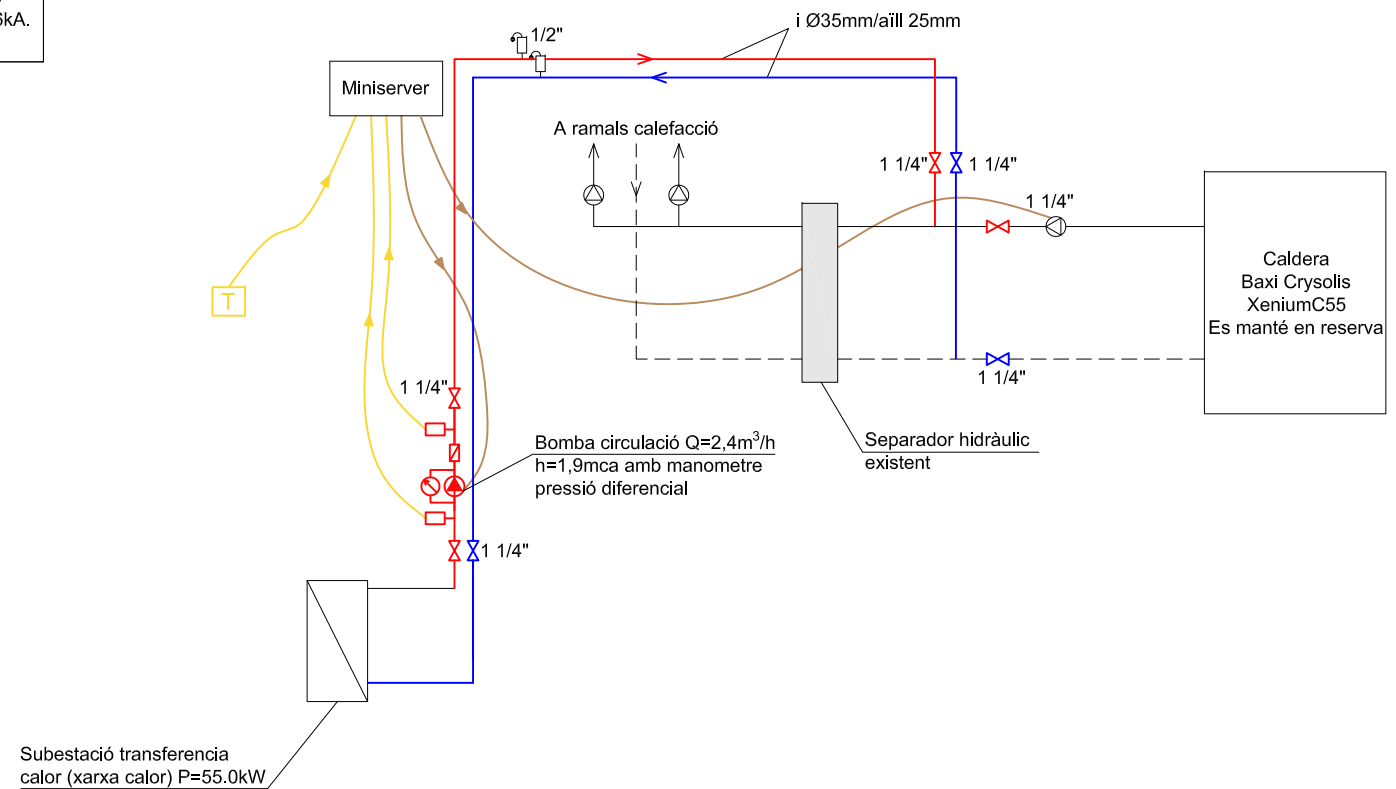 6kA.
1/2"
i Ø35mm/aïll 25mm
Miniserver
A ramals calefacció
1 1/4"
1 1/4"
1 1/4"
Caldera
Baxi Crysolis
XeniumC55
Es manté en reserva
T
1 1/4"
1 1/4"
Bomba circulació Q=2,4m³/h
h=1,9mca amb manometre
pressió diferencial
Separador hidràulic
existent
1 1/4"
Subestació transferencia
calor (xarxa calor) P=55.0kW